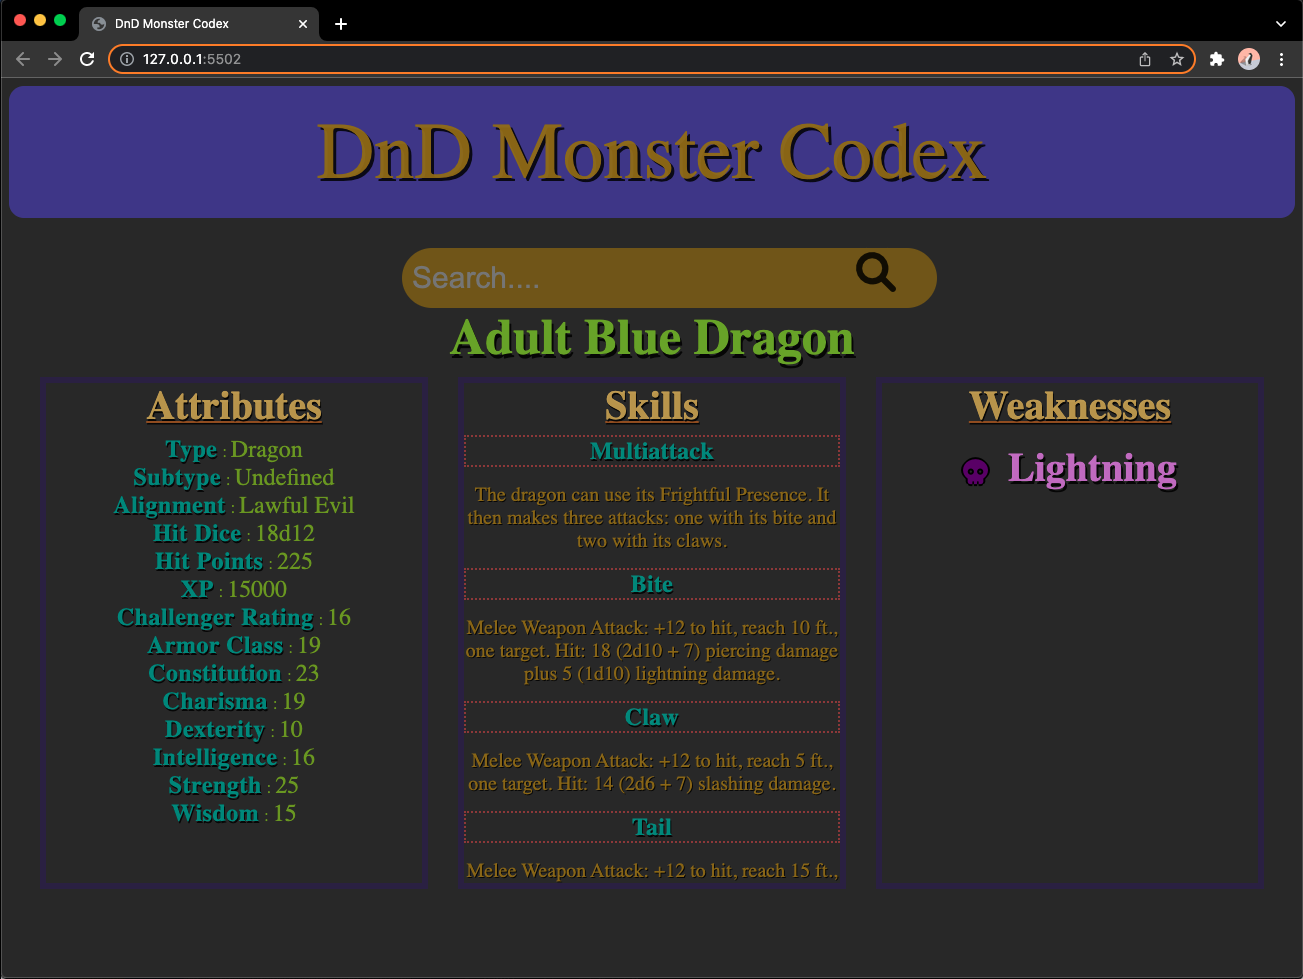 DnD Monster Codex
127.0.0.1:5502
DnD Monster Codex
Search....
Adult Blue Dragon
Attributes
Type : Dragon
Subtype : Undefined
Alignment : Lawful Evil
Hit Dice : 18d12
Hit Points : 225
XP : 15000
Challenger Rating : 16
Armor Class : 19
Constitution : 23
Charisma : 19
Dexterity : 10
Intelligence : 16
Strength : 25
Wisdom : 15
Skills
Multiattack
The dragon can use its Frightful Presence. It
then makes three attacks: one with its bite and
two with its claws.
Bite
Melee Weapon Attack: +12 to hit, reach 10 ft.,
one target. Hit: 18 (2d10 + 7) piercing damage
plus 5 (1d10) lightning damage.
Claw
Melee Weapon Attack: +12 to hit, reach 5 ft.,
one target. Hit: 14 (2d6 + 7) slashing damage.
Tail
Melee Weapon Attack: +12 to hit, reach 15 ft.,
Weaknesses
Lightning